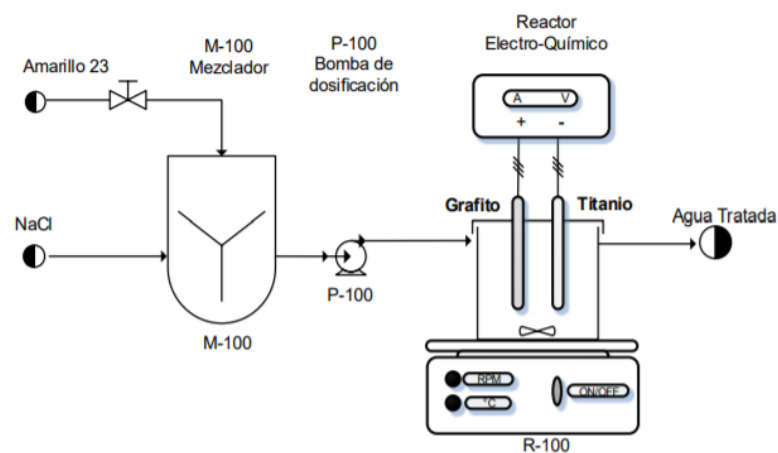 Reactor
Electro-Químico
M-100
Mezclador
P-100
Bomba de
dosificación
Amarillo 23
A V
+ -
Grafito
Titanio
Agua Tratada
NaCl
P-100
M-100
RPM
°C
ON/OFF
R-100